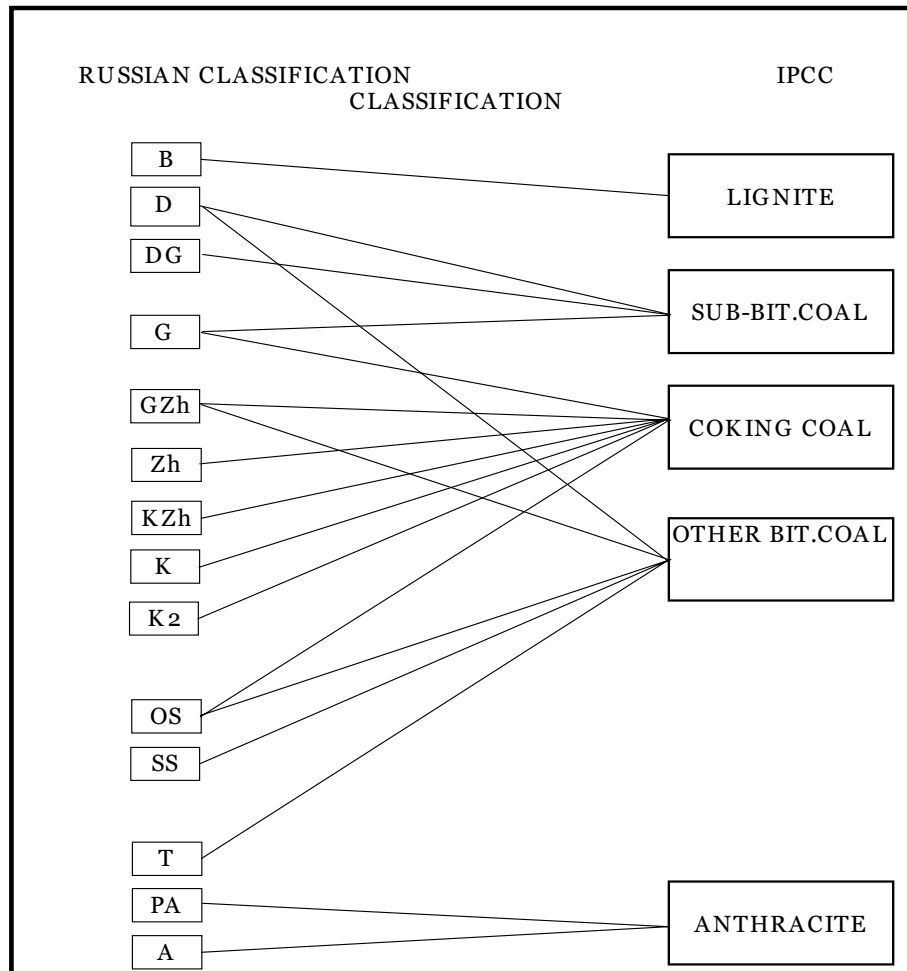 RUSSIAN CLASSIFICATION IPCC
CLASSIFICATION
B
LIGNITE
D
DG
SUB-BIT.COAL
G
GZh
COKING COAL
Zh
KZh
OTHER BIT.COAL
K
K2
OS
SS
T
PA
ANTHRACITE
A